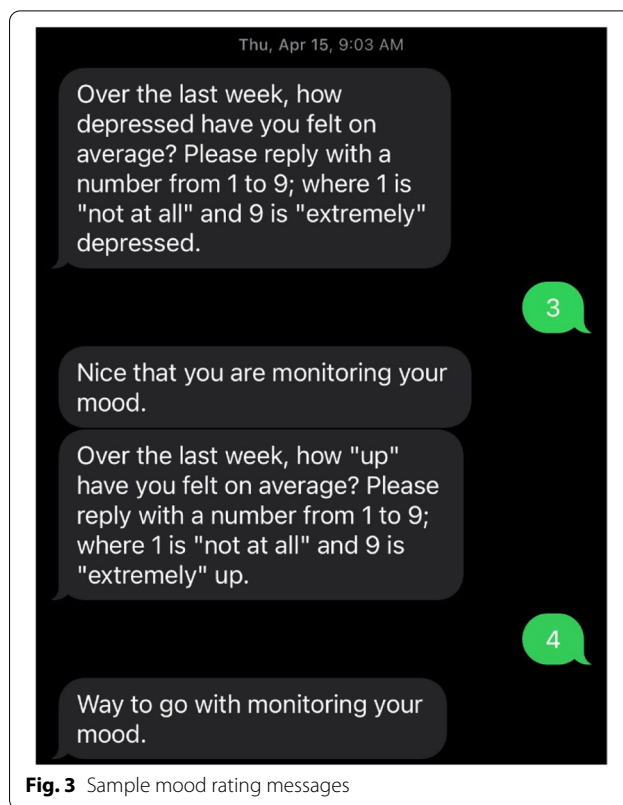 Thu, Apr 15, 9:03 AM
Over the last week, how
depressed have you felt on
average? Please reply with a
number from 1 to 9; where 1 is
"not at all" and 9 is "extremely"
depressed.
3
Nice that you are monitoring your
mood.
Over the last week, how "up"
have you felt on average? Please
reply with a number from 1 to 9;
where 1 is "not at all" and 9 is
"extremely" up.
4
Way to go with monitoring your
mood.
Fig. 3 Sample mood rating messages